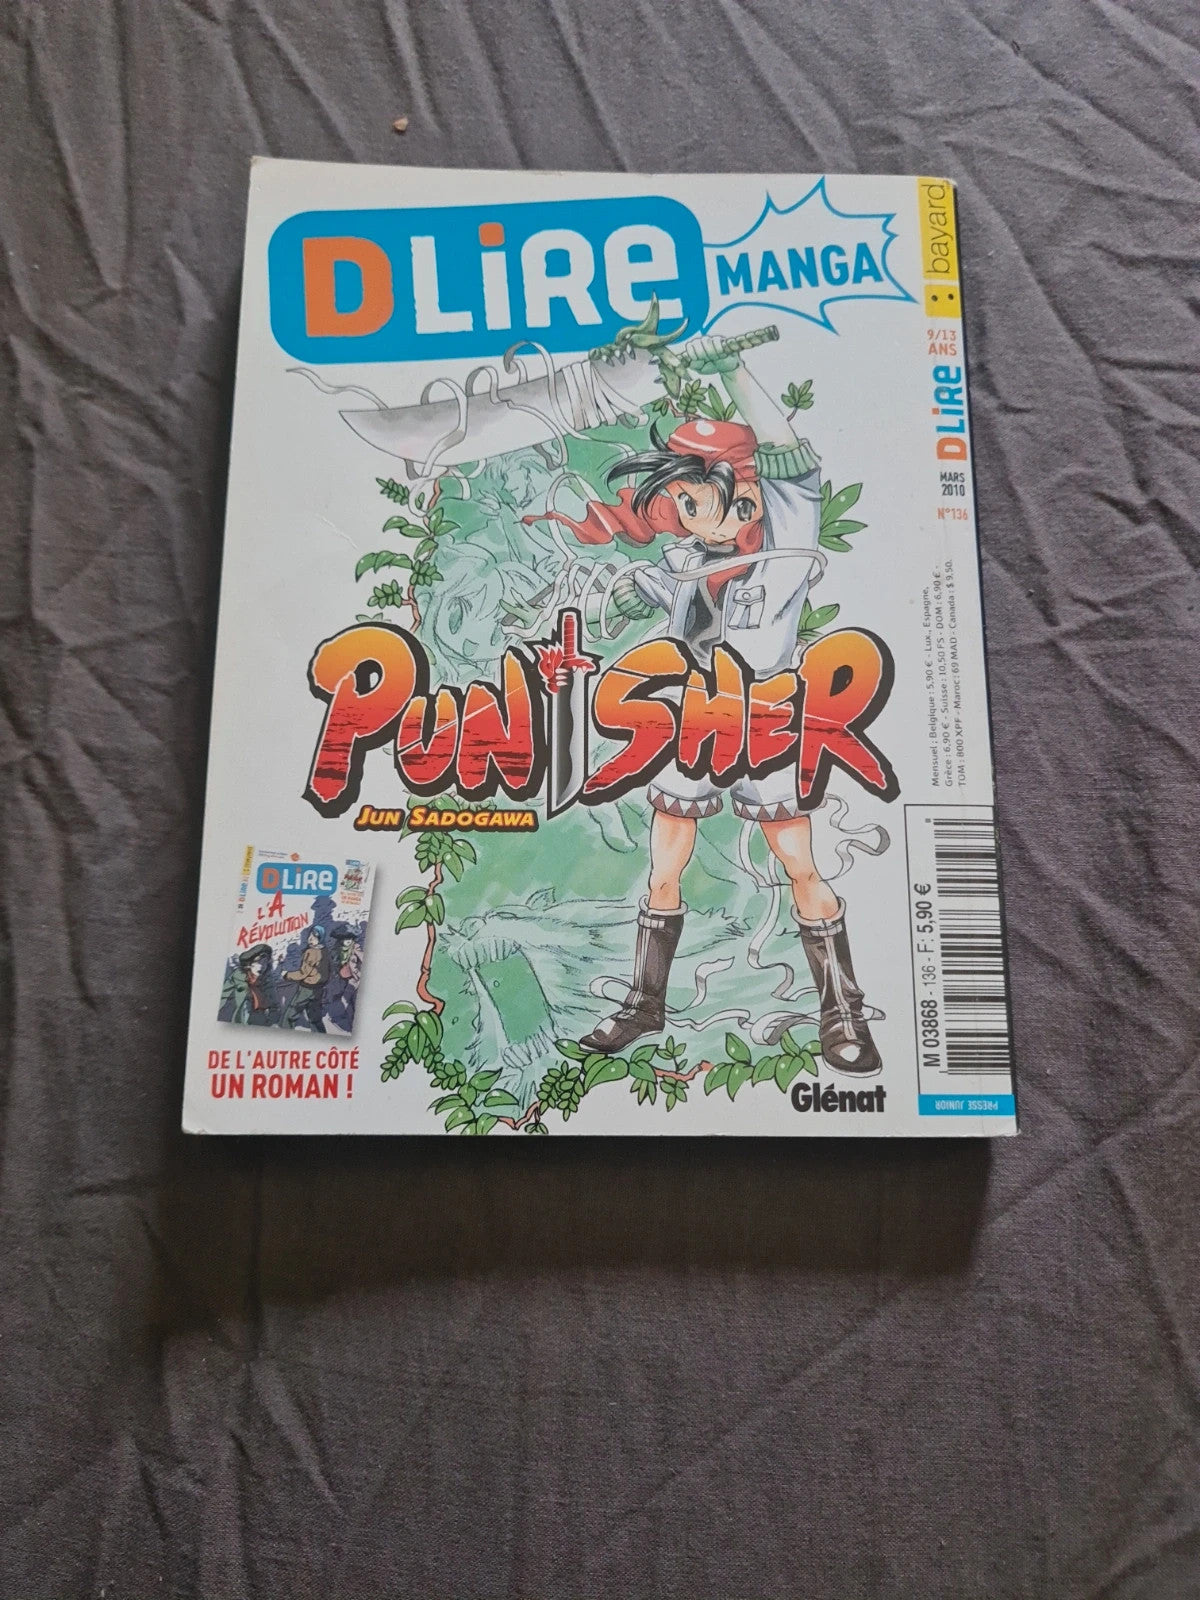 DLiRe
MANGA
: bayard
9/13
ANS
DLiRe
MARS
2010
N°136
Mensuel : Belgique : 5,90 € - Lux., Espagne,
Grèce : 6,90 € - Suisse : 10,50 FS - DOM : 6,90 € -
TOM : 800 XPF - Maroc : 69 MAD - Canada : $ 9.50.
PUNiSHER
JUN SADOGAWA
DLiRe
L'A
RÉVOLUTION
DE L'AUTRE CÔTÉ
UN ROMAN !
Glénat
M 03868 - 136 - F: 5,90 €
PRESSE JUNIOR